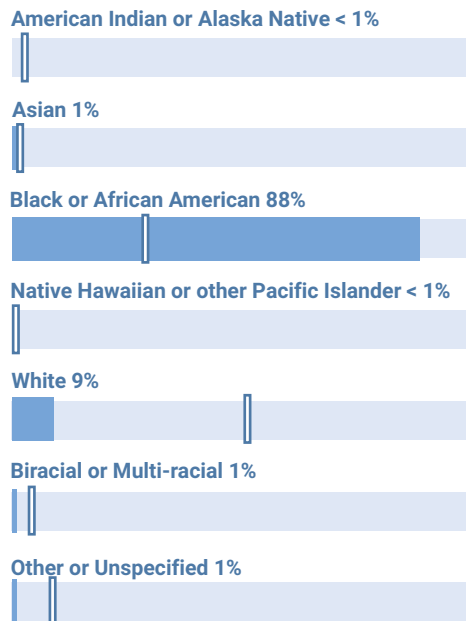 American Indian or Alaska Native < 1%
Asian 1%
Black or African American 88%
Native Hawaiian or other Pacific Islander < 1%
White 9%
Biracial or Multi-racial 1%
Other or Unspecified 1%